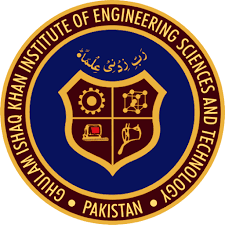 GHULAM ISHAQ KHAN INSTITUTE OF ENGINEERING SCIENCES AND TECHNOLOGY
رَبِّ زِدْنِي عِلْمًا
• PAKISTAN •